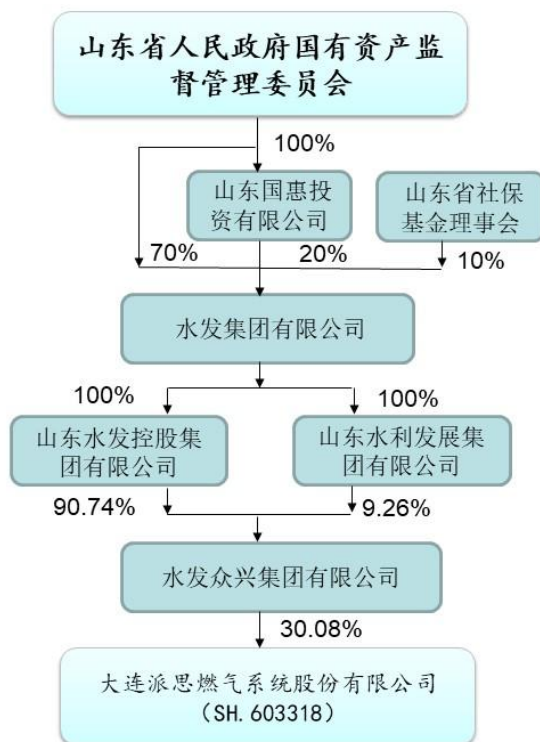 山东省人民政府国有资产监
督管理委员会
100%
山东国惠投
资有限公司
山东省社保
基金理事会
70%
20%
10%
水发集团有限公司
100%
100%
山东水发控股集
团有限公司
山东水利发展集
团有限公司
90.74%
9.26%
水发众兴集团有限公司
30.08%
大连派思燃气系统股份有限公司
（SH.603318）